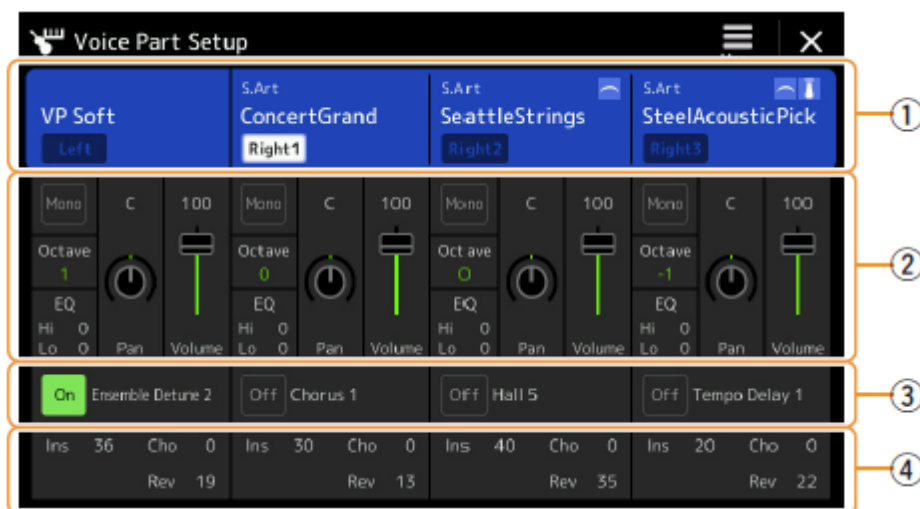 Voice Part Setup
VP Soft
Left
S.Art
ConcertGrand
Right1
S.Art
SeattleStrings
Right2
S.Art
SteelAcousticPick
Right3
①
Mono C 100 Mono C 100 Mono C 100 Mono C 100
Octave Octave Octave Octave
1 0 0 -1
EQ EQ EQ EQ
Hi 0 Hi 0 Hi 0 Hi 0
Lo 0 Pan Volume Lo 0 Pan Volume Lo 0 Pan Volume Lo 0 Pan Volume
②
On Ensemble Detune 2 Off Chorus 1 Off Hall 5 Off Tempo Delay 1
③
Ins 36 Cho 0 Ins 30 Cho 0 Ins 40 Cho 0 Ins 20 Cho 0
Rev 19 Rev 13 Rev 35 Rev 22
④